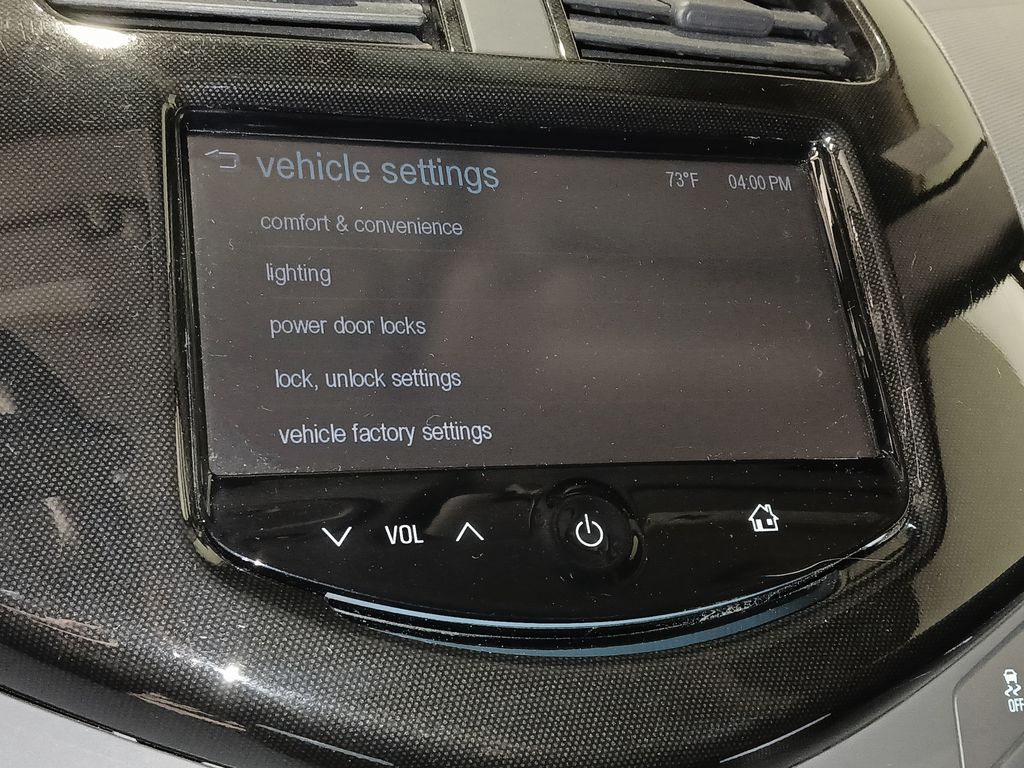 vehicle settings
73°F 04:00 PM
comfort & convenience
lighting
power door locks
lock, unlock settings
vehicle factory settings
VOL
OFF